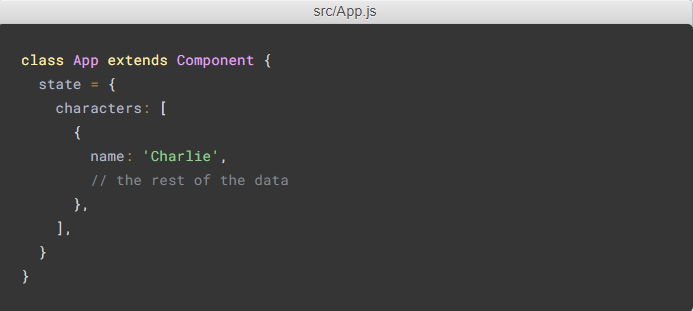 src/App.js
class App extends Component {
  state = {
    characters: [
      {
        name: 'Charlie',
        // the rest of the data
      },
    ],
  }
}